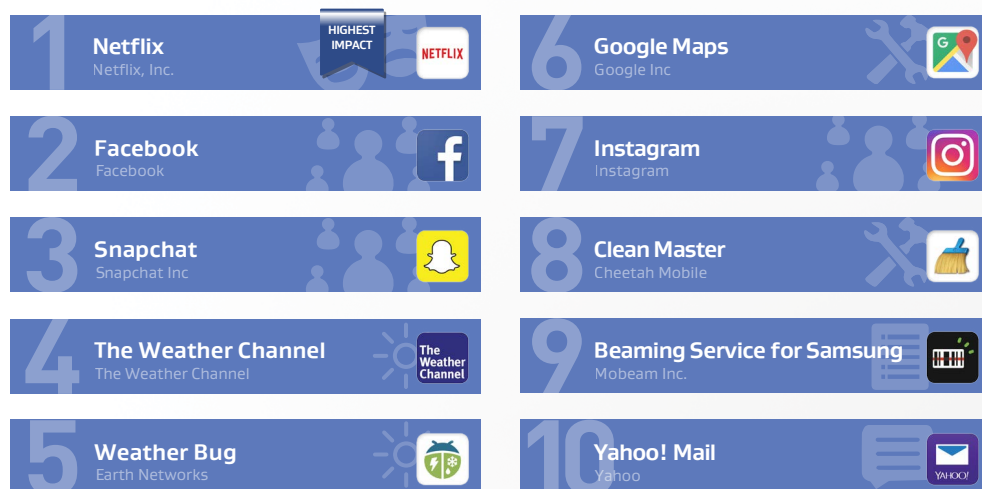 1
Netflix
Netflix, Inc.
HIGHEST
IMPACT
NETFLIX
2
Facebook
Facebook
f
3
Snapchat
Snapchat Inc
4
The Weather Channel
The Weather Channel
The
Weather
Channel
5
Weather Bug
Earth Networks
6
Google Maps
Google Inc
G
7
Instagram
Instagram
8
Clean Master
Cheetah Mobile
9
Beaming Service for Samsung
Mobeam Inc.
10
Yahoo! Mail
Yahoo
YAHOO!